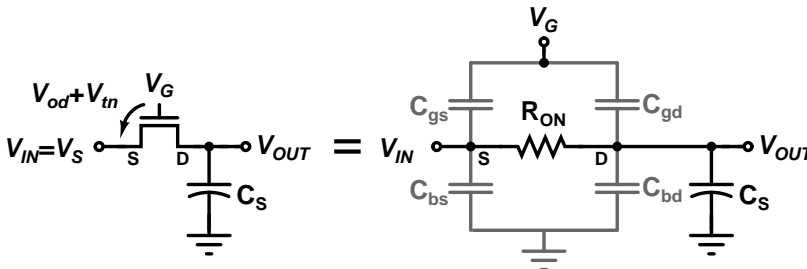 V_G
V_od+V_tn V_G
C_gs R_ON C_gd
V_IN=V_S S D V_OUT = V_IN S D V_OUT
C_S C_bs C_bd C_S